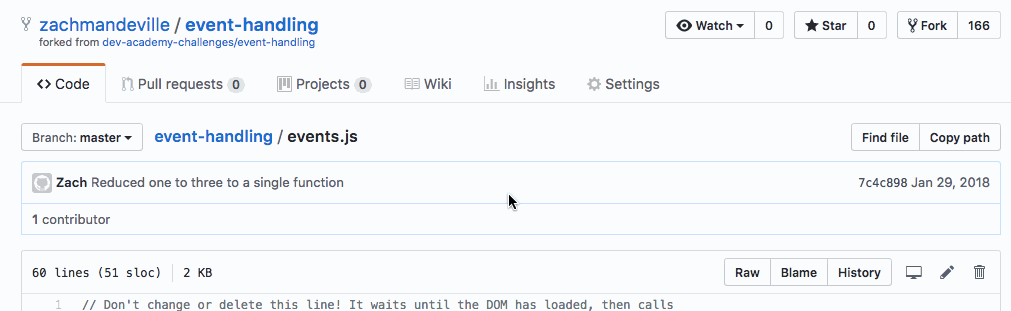 zachmandeville / event-handling
forked from dev-academy-challenges/event-handling
Watch 0 Star 0 Fork 166
Code Pull requests 0 Projects 0 Wiki Insights Settings
Branch: master event-handling / events.js Find file Copy path
Zach Reduced one to three to a single function 7c4c898 Jan 29, 2018
1 contributor
60 lines (51 sloc) 2 KB Raw Blame History
1 // Don't change or delete this line! It waits until the DOM has loaded, then calls